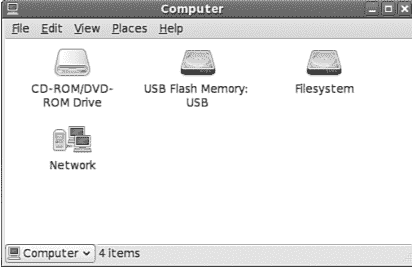 Computer
File Edit View Places Help
CD-ROM/DVD-
ROM Drive
USB Flash Memory:
USB
Filesystem
Network
Computer 4 items